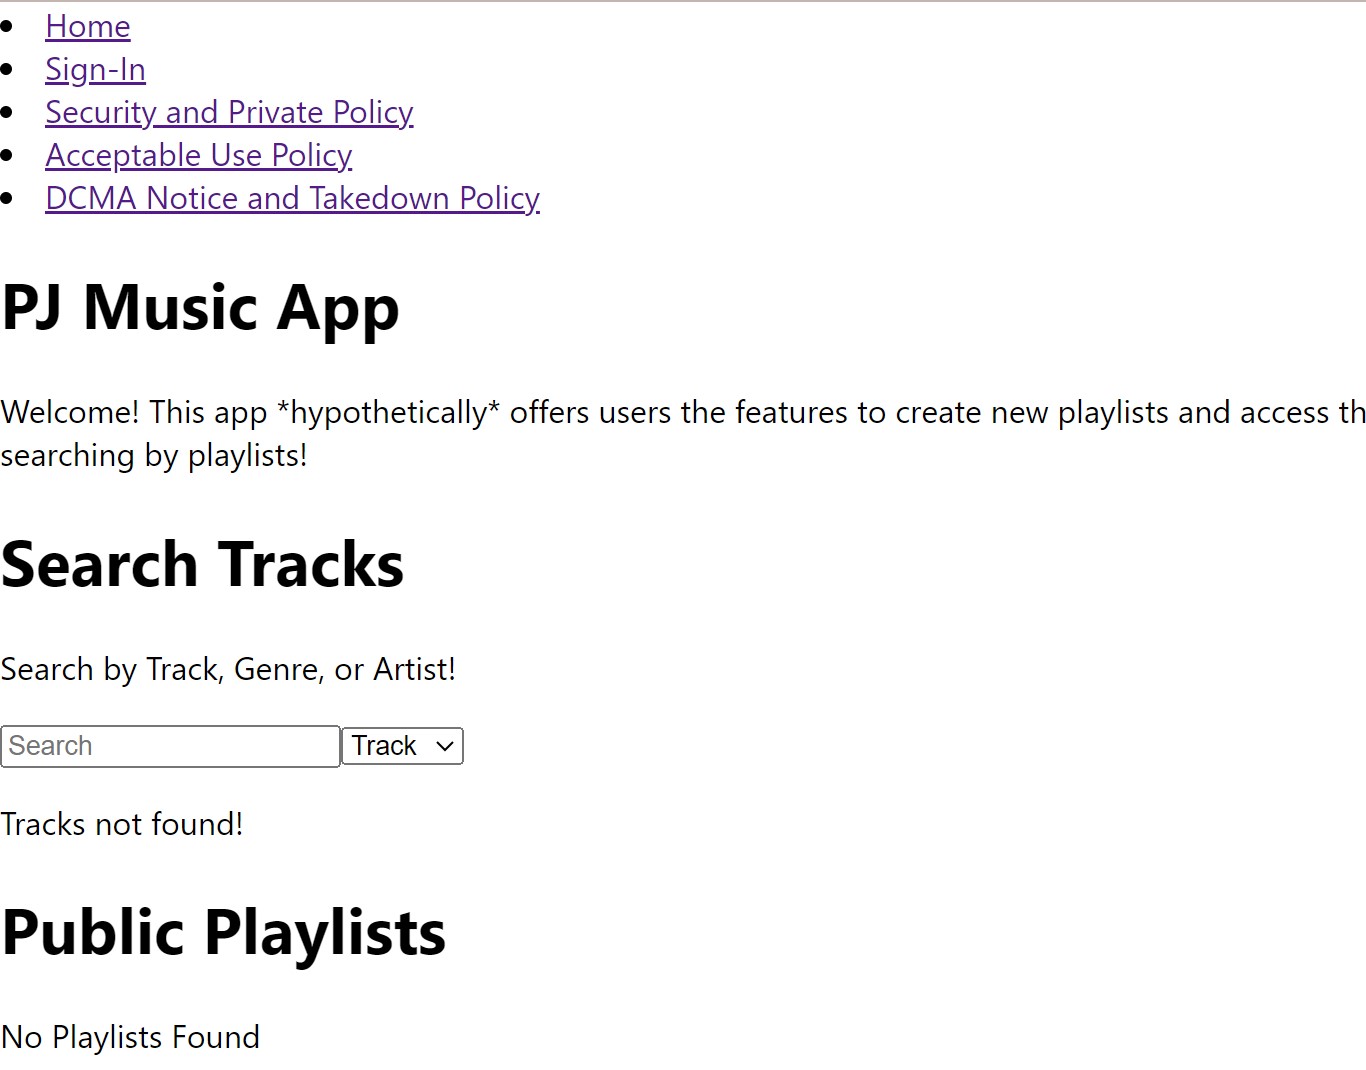 Home
Sign-In
Security and Private Policy
Acceptable Use Policy
DCMA Notice and Takedown Policy
PJ Music App
Welcome! This app *hypothetically* offers users the features to create new playlists and access
searching by playlists!
Search Tracks
Search by Track, Genre, or Artist!
Search Track
Tracks not found!
Public Playlists
No Playlists Found